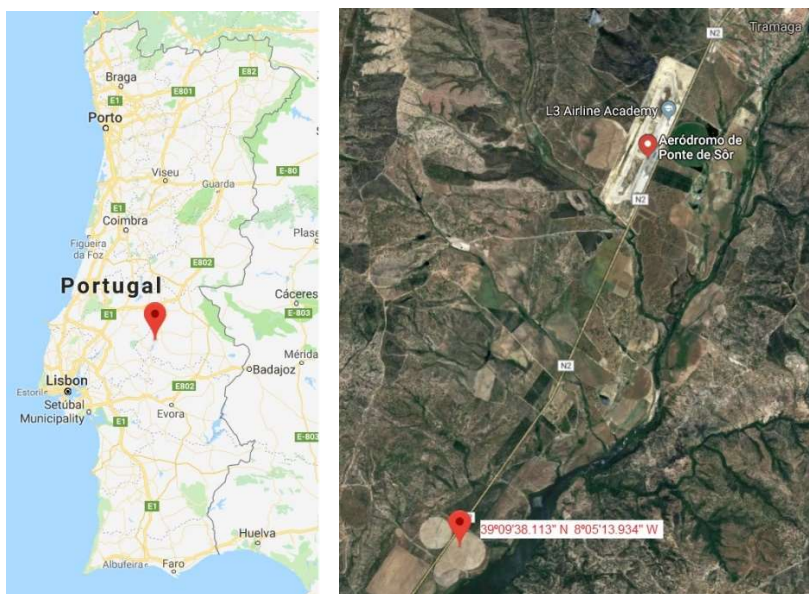 Braga
E82
E801
Porto
E1
Viseu
Guarda
E-80
E1
Coimbra
Plase
Figueira
da Foz
E802
Portugal
Cáceres
E1
E-803
Mérida
Badajoz
Lisbon
Estoril
E802
Setúbal
Municipality
Evora
E-803
E1
Huelva
Albufeira
Faro
N2
Tramaga
L3 Airline Academy
Aeródromo de
Ponte de Sôr
N2
N2
39º09'38.113" N 8º05'13.934" W